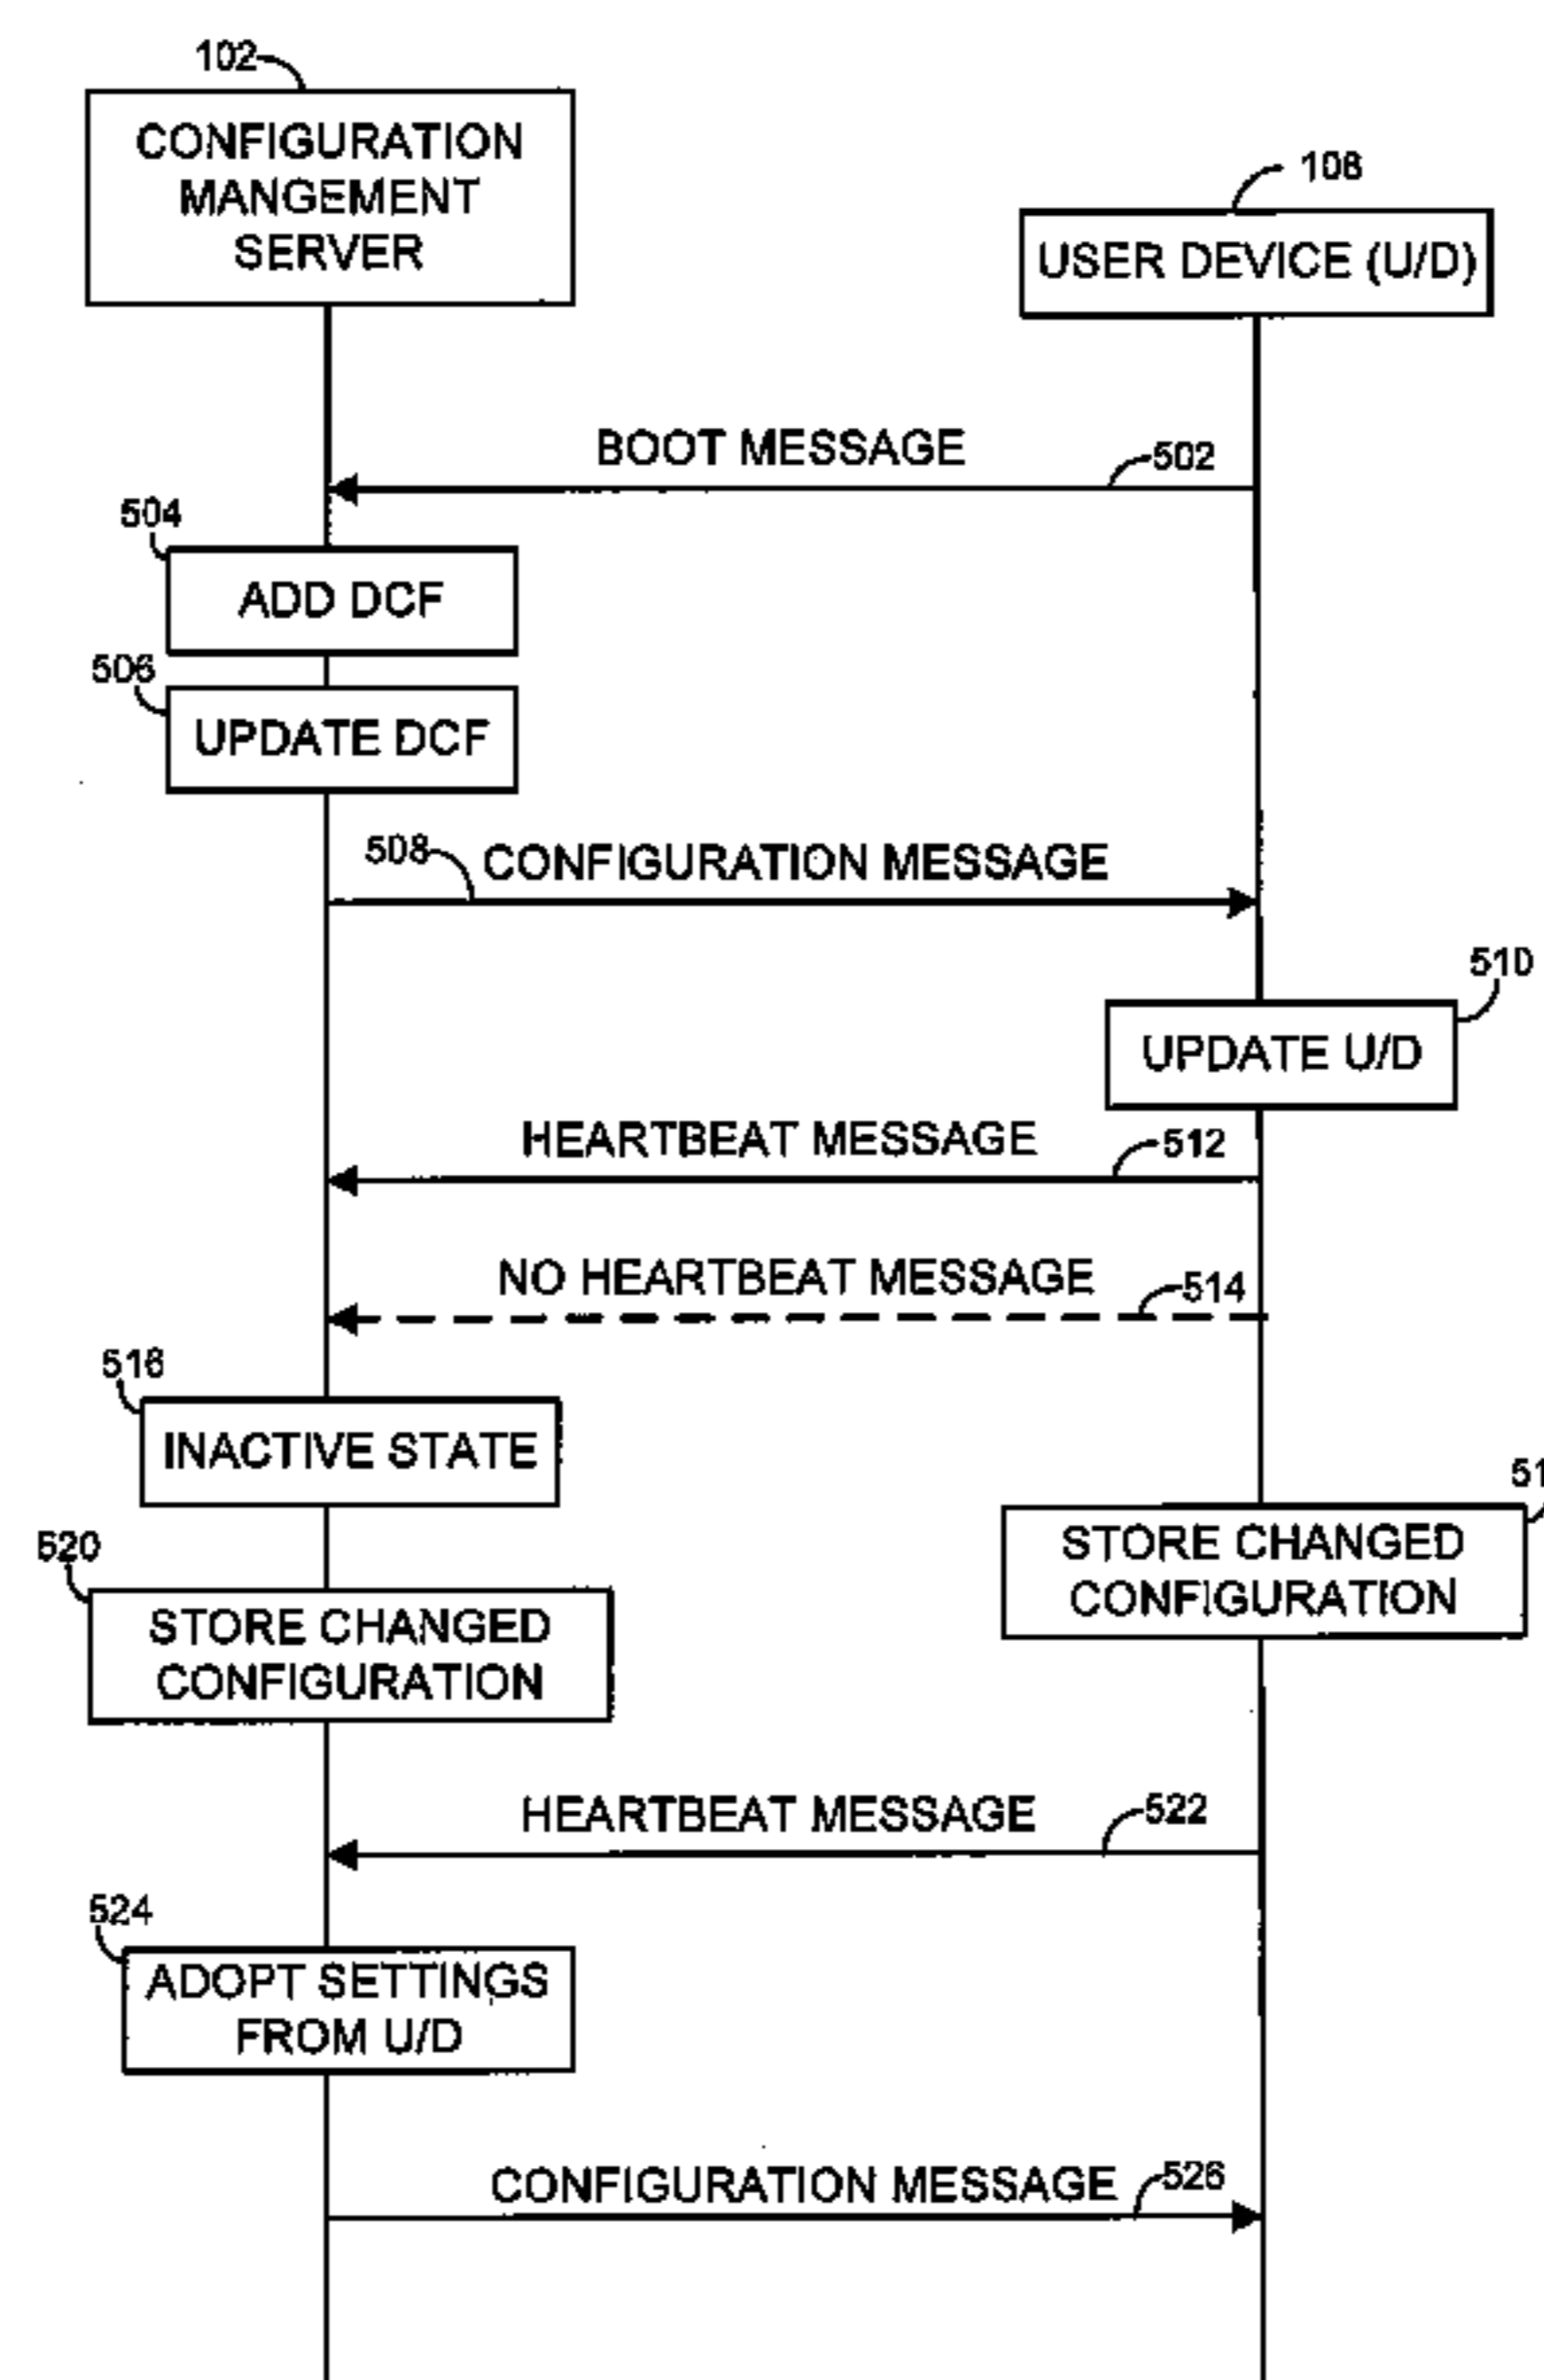 102
CONFIGURATION
MANGEMENT
SERVER
108
USER DEVICE (U/D)
BOOT MESSAGE
502
504
ADD DCF
506
UPDATE DCF
508
CONFIGURATION MESSAGE
510
UPDATE U/D
HEARTBEAT MESSAGE
512
NO HEARTBEAT MESSAGE
514
516
INACTIVE STATE
51
STORE CHANGED
CONFIGURATION
520
STORE CHANGED
CONFIGURATION
HEARTBEAT MESSAGE
522
524
ADOPT SETTINGS
FROM U/D
CONFIGURATION MESSAGE
526